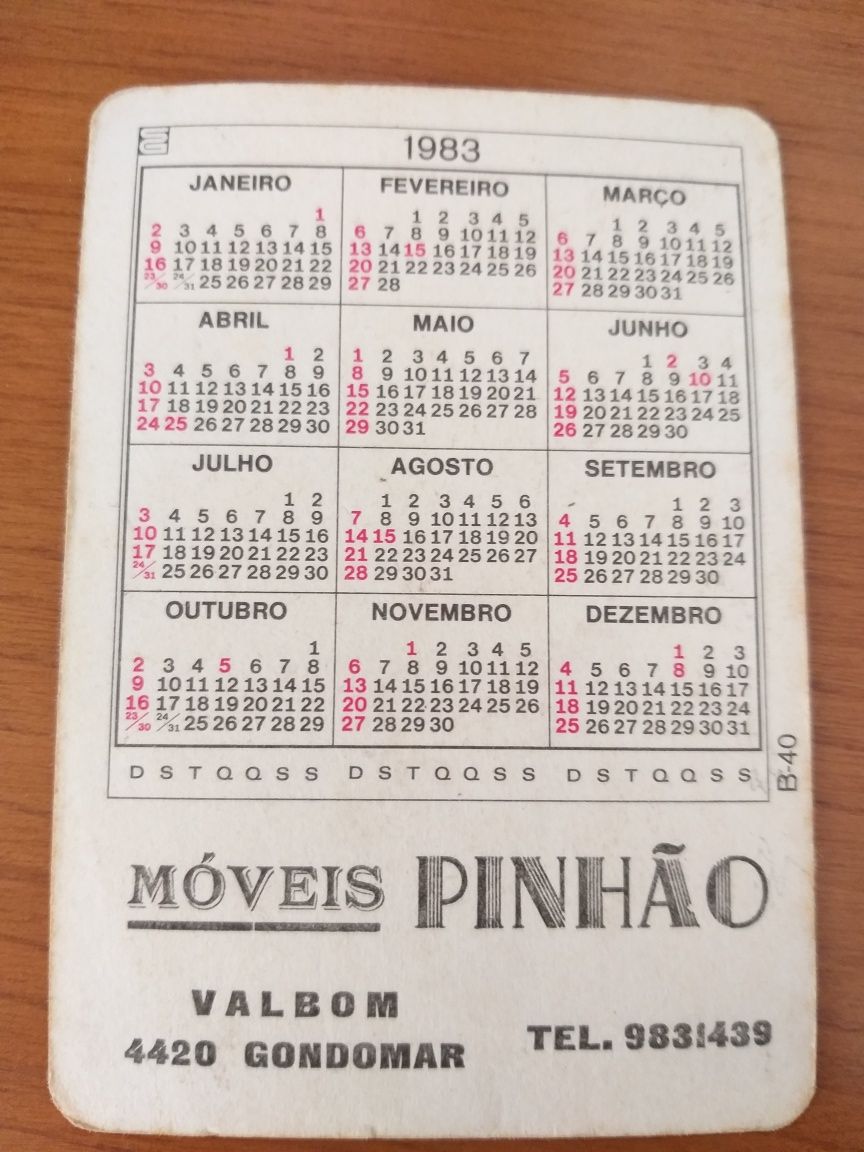 1983
JANEIRO
1
2 3 4 5 6 7 8
9 10 11 12 13 14 15
16 17 18 19 20 21 22
23/30 24/31 25 26 27 28 29
FEVEREIRO
1 2 3 4 5
6 7 8 9 10 11 12
13 14 15 16 17 18 19
20 21 22 23 24 25 26
27 28
MARÇO
1 2 3 4 5
6 7 8 9 10 11 12
13 14 15 16 17 18 19
20 21 22 23 24 25 26
27 28 29 30 31
ABRIL
1 2
3 4 5 6 7 8 9
10 11 12 13 14 15 16
17 18 19 20 21 22 23
24 25 26 27 28 29 30
MAIO
1 2 3 4 5 6 7
8 9 10 11 12 13 14
15 16 17 18 19 20 21
22 23 24 25 26 27 28
29 30 31
JUNHO
1 2 3 4
5 6 7 8 9 10 11
12 13 14 15 16 17 18
19 20 21 22 23 24 25
26 27 28 29 30
JULHO
1 2
3 4 5 6 7 8 9
10 11 12 13 14 15 16
17 18 19 20 21 22 23
24/31 25 26 27 28 29 30
AGOSTO
1 2 3 4 5 6
7 8 9 10 11 12 13
14 15 16 17 18 19 20
21 22 23 24 25 26 27
28 29 30 31
SETEMBRO
1 2 3
4 5 6 7 8 9 10
11 12 13 14 15 16 17
18 19 20 21 22 23 24
25 26 27 28 29 30
OUTUBRO
1
2 3 4 5 6 7 8
9 10 11 12 13 14 15
16 17 18 19 20 21 22
23/30 24/31 25 26 27 28 29
NOVEMBRO
1 2 3 4 5
6 7 8 9 10 11 12
13 14 15 16 17 18 19
20 21 22 23 24 25 26
27 28 29 30
DEZEMBRO
1 2 3
4 5 6 7 8 9 10
11 12 13 14 15 16 17
18 19 20 21 22 23 24
25 26 27 28 29 30 31
D S T Q Q S S D S T Q Q S S D S T Q Q S S
B-40
MÓVEIS PINHÃO
VALBOM
4420 GONDOMAR
TEL. 9831439